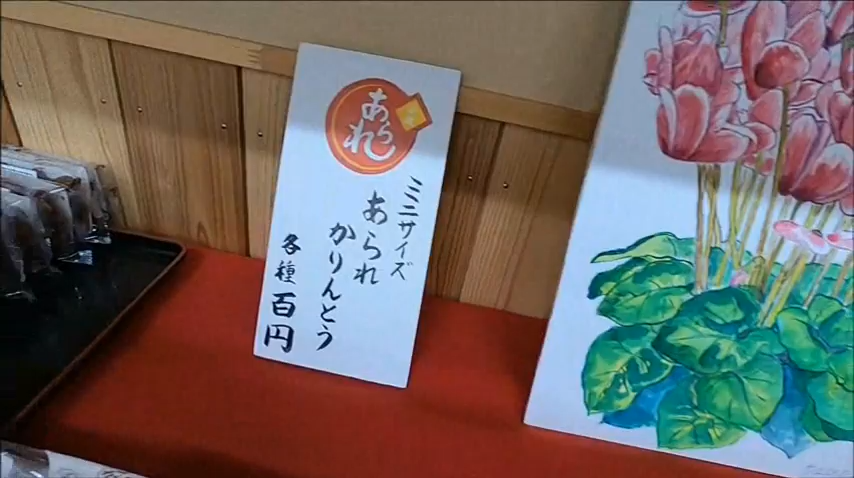 あられ
ミニサイズ
あられ
かりんとう
各種百円